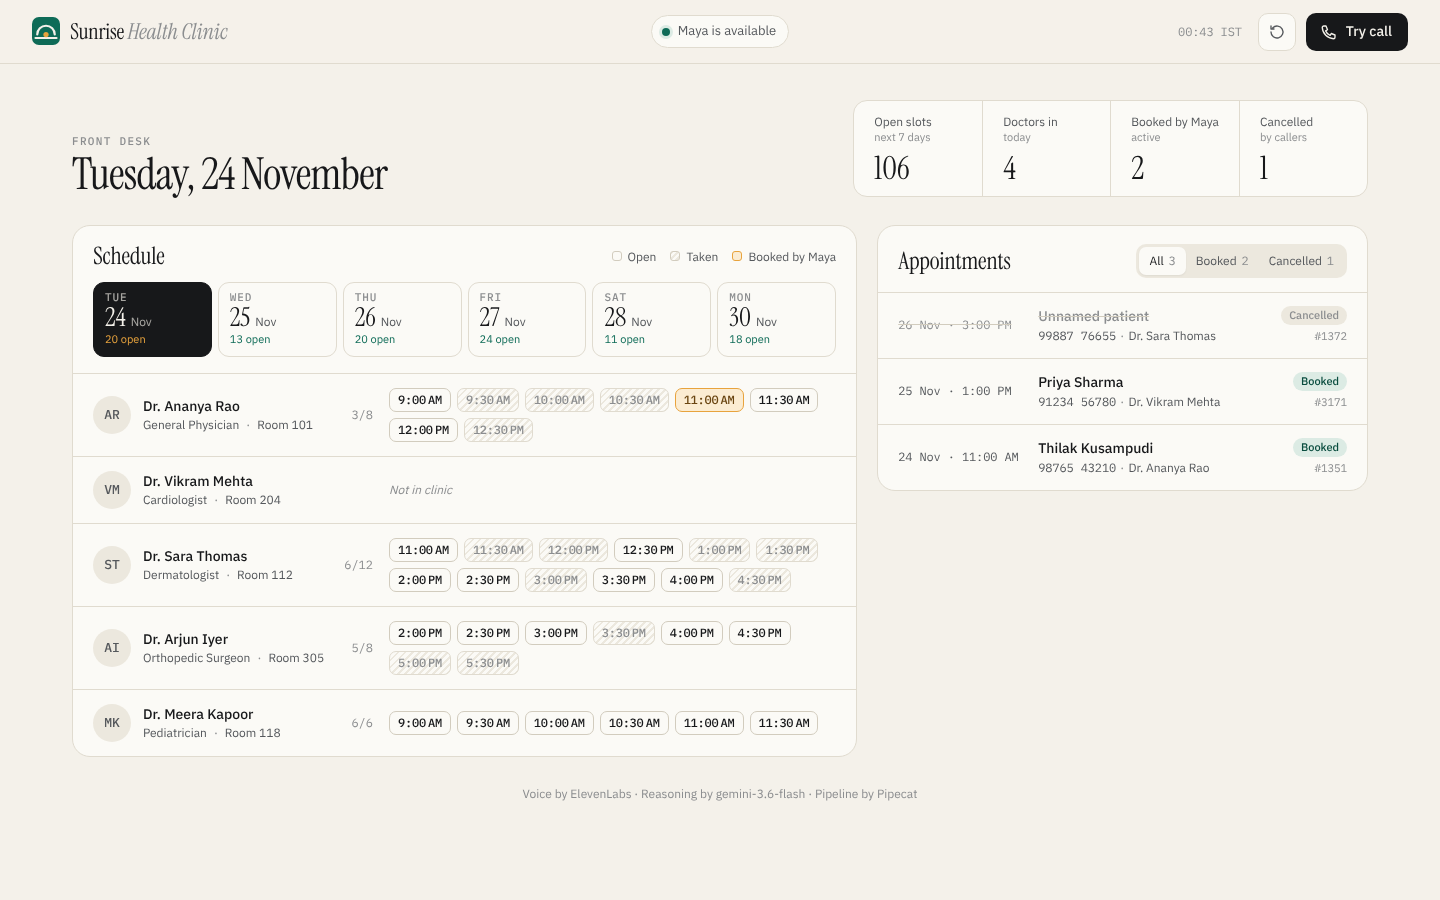 Sunrise Health Clinic
Maya is available
00:43 IST
Try call
FRONT DESK
Tuesday, 24 November
Open slots
next 7 days
106
Doctors in
today
4
Booked by Maya
active
2
Cancelled
by callers
1
Schedule
Open
Taken
Booked by Maya
TUE
24 Nov
20 open
WED
25 Nov
13 open
THU
26 Nov
20 open
FRI
27 Nov
24 open
SAT
28 Nov
11 open
MON
30 Nov
18 open
AR
Dr. Ananya Rao
General Physician · Room 101
3/8
9:00 AM 9:30 AM 10:00 AM 10:30 AM 11:00 AM 11:30 AM
12:00 PM 12:30 PM
VM
Dr. Vikram Mehta
Cardiologist · Room 204
Not in clinic
ST
Dr. Sara Thomas
Dermatologist · Room 112
6/12
11:00 AM 11:30 AM 12:00 PM 12:30 PM 1:00 PM 1:30 PM
2:00 PM 2:30 PM 3:00 PM 3:30 PM 4:00 PM 4:30 PM
AI
Dr. Arjun Iyer
Orthopedic Surgeon · Room 305
5/8
2:00 PM 2:30 PM 3:00 PM 3:30 PM 4:00 PM 4:30 PM
5:00 PM 5:30 PM
MK
Dr. Meera Kapoor
Pediatrician · Room 118
6/6
9:00 AM 9:30 AM 10:00 AM 10:30 AM 11:00 AM 11:30 AM
Appointments
All 3 Booked 2 Cancelled 1
26 Nov · 3:00 PM
Unnamed patient
99887 76655 · Dr. Sara Thomas
Cancelled
#1372
25 Nov · 1:00 PM
Priya Sharma
91234 56780 · Dr. Vikram Mehta
Booked
#3171
24 Nov · 11:00 AM
Thilak Kusampudi
98765 43210 · Dr. Ananya Rao
Booked
#1351
Voice by ElevenLabs · Reasoning by gemini-3.6-flash · Pipeline by Pipecat